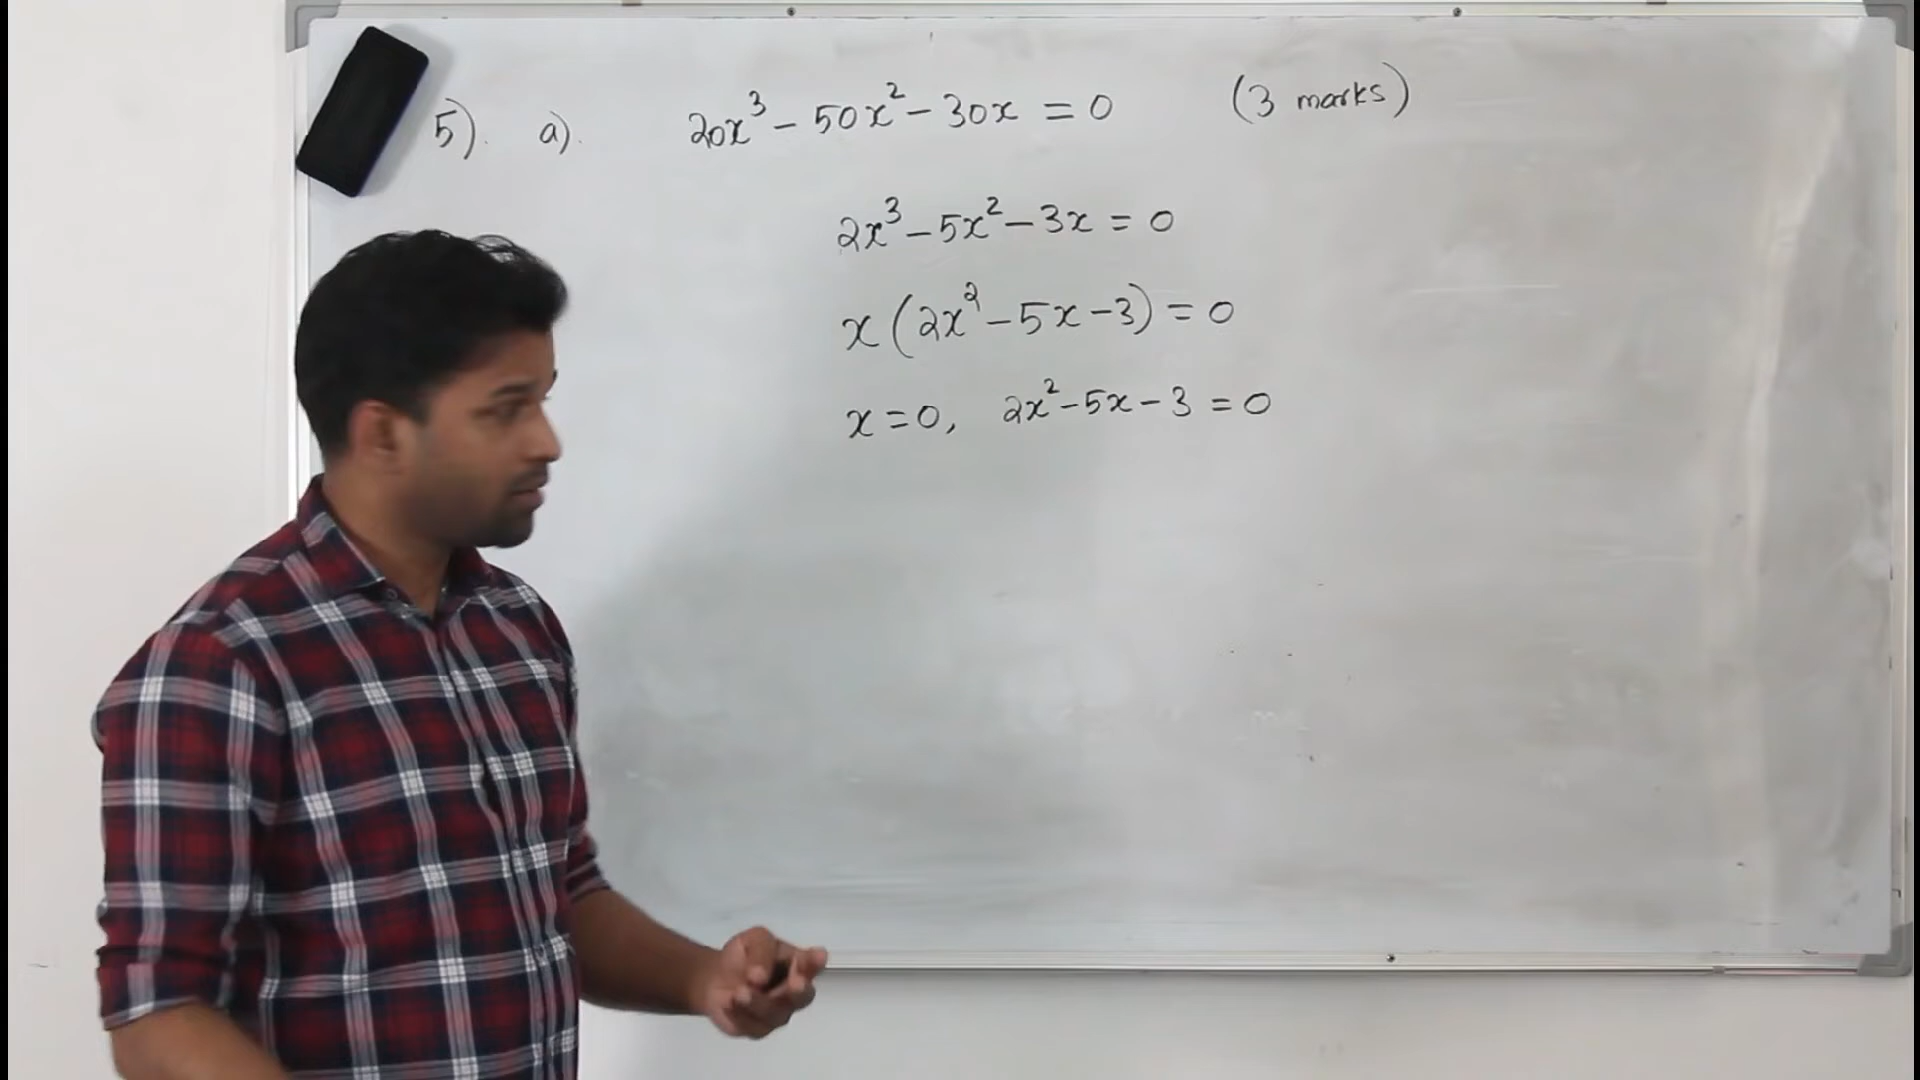 5). a). 20x³ - 50x² - 30x = 0 (3 marks)
2x³ - 5x² - 3x = 0
x(2x² - 5x - 3) = 0
x = 0, 2x² - 5x - 3 = 0